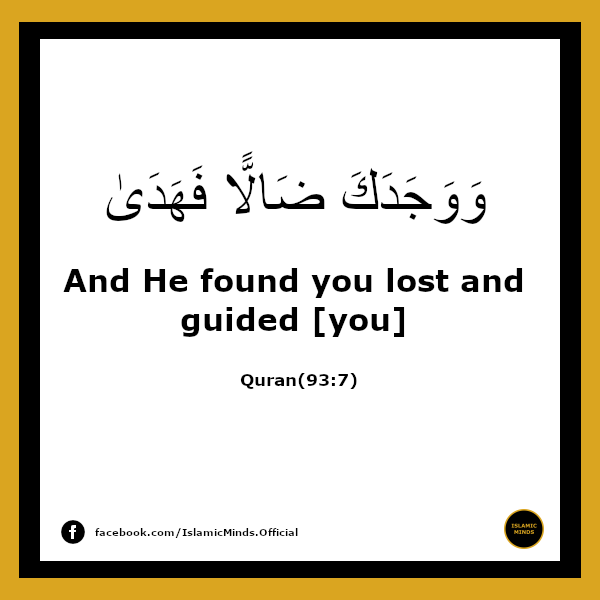 وَوَجَدَكَ ضَالًّا فَهَدَىٰ
And He found you lost and
guided [you]
Quran(93:7)
facebook.com/IslamicMinds.Official
ISLAMIC
MINDS